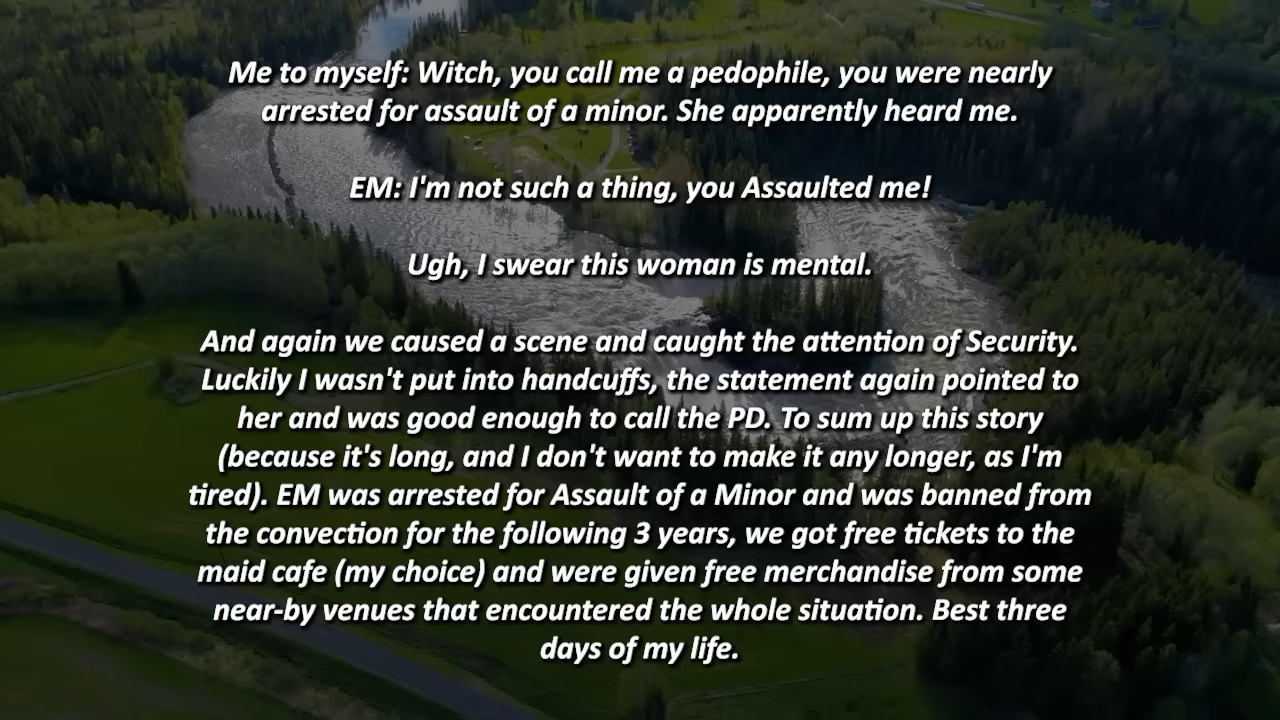 Me to myself: Witch, you call me a pedophile, you were nearly
arrested for assault of a minor. She apparently heard me.
EM: I'm not such a thing, you Assaulted me!
Ugh, I swear this woman is mental.
And again we caused a scene and caught the attention of Security.
Luckily I wasn't put into handcuffs, the statement again pointed to
her and was good enough to call the PD. To sum up this story
(because it's long, and I don't want to make it any longer, as I'm
tired). EM was arrested for Assault of a Minor and was banned from
the convection for the following 3 years, we got free tickets to the
maid cafe (my choice) and were given free merchandise from some
near-by venues that encountered the whole situation. Best three
days of my life.